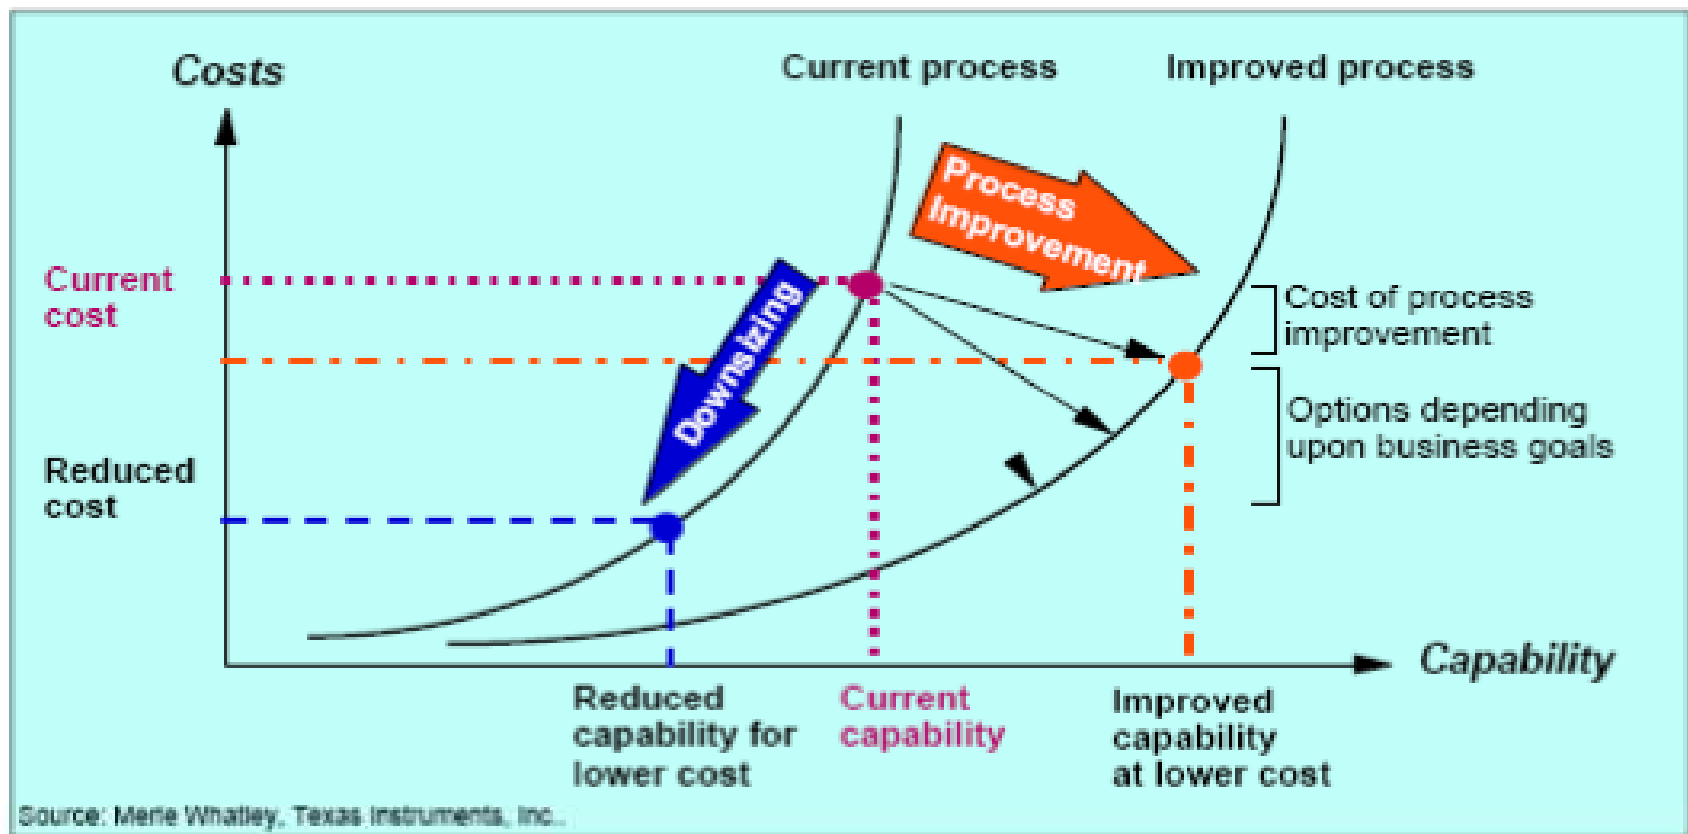 Costs
Current process
Improved process
Process
Improvement
Current
cost
Downsizing
Cost of process
improvement
Options depending
upon business goals
Reduced
cost
Capability
Reduced
capability for
lower cost
Current
capability
Improved
capability
at lower cost
Source: Merle Whatley, Texas Instruments, Inc..